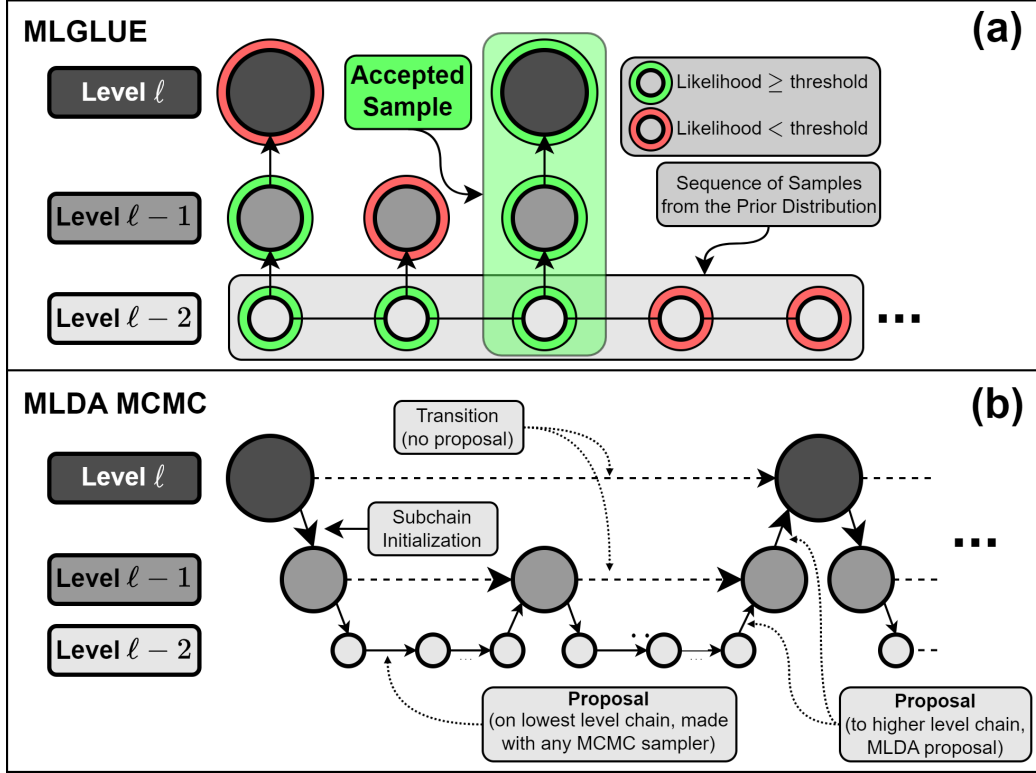 MLGLUE
(a)
Level ℓ
Accepted
Sample
Likelihood ≥ threshold
Likelihood < threshold
Level ℓ − 1
Sequence of Samples
from the Prior Distribution
Level ℓ − 2
...
MLDA MCMC
(b)
Transition
(no proposal)
Level ℓ
Subchain
Initialization
...
Level ℓ − 1
Level ℓ − 2
...
...
Proposal
(on lowest level chain, made
with any MCMC sampler)
Proposal
(to higher level chain,
MLDA proposal)